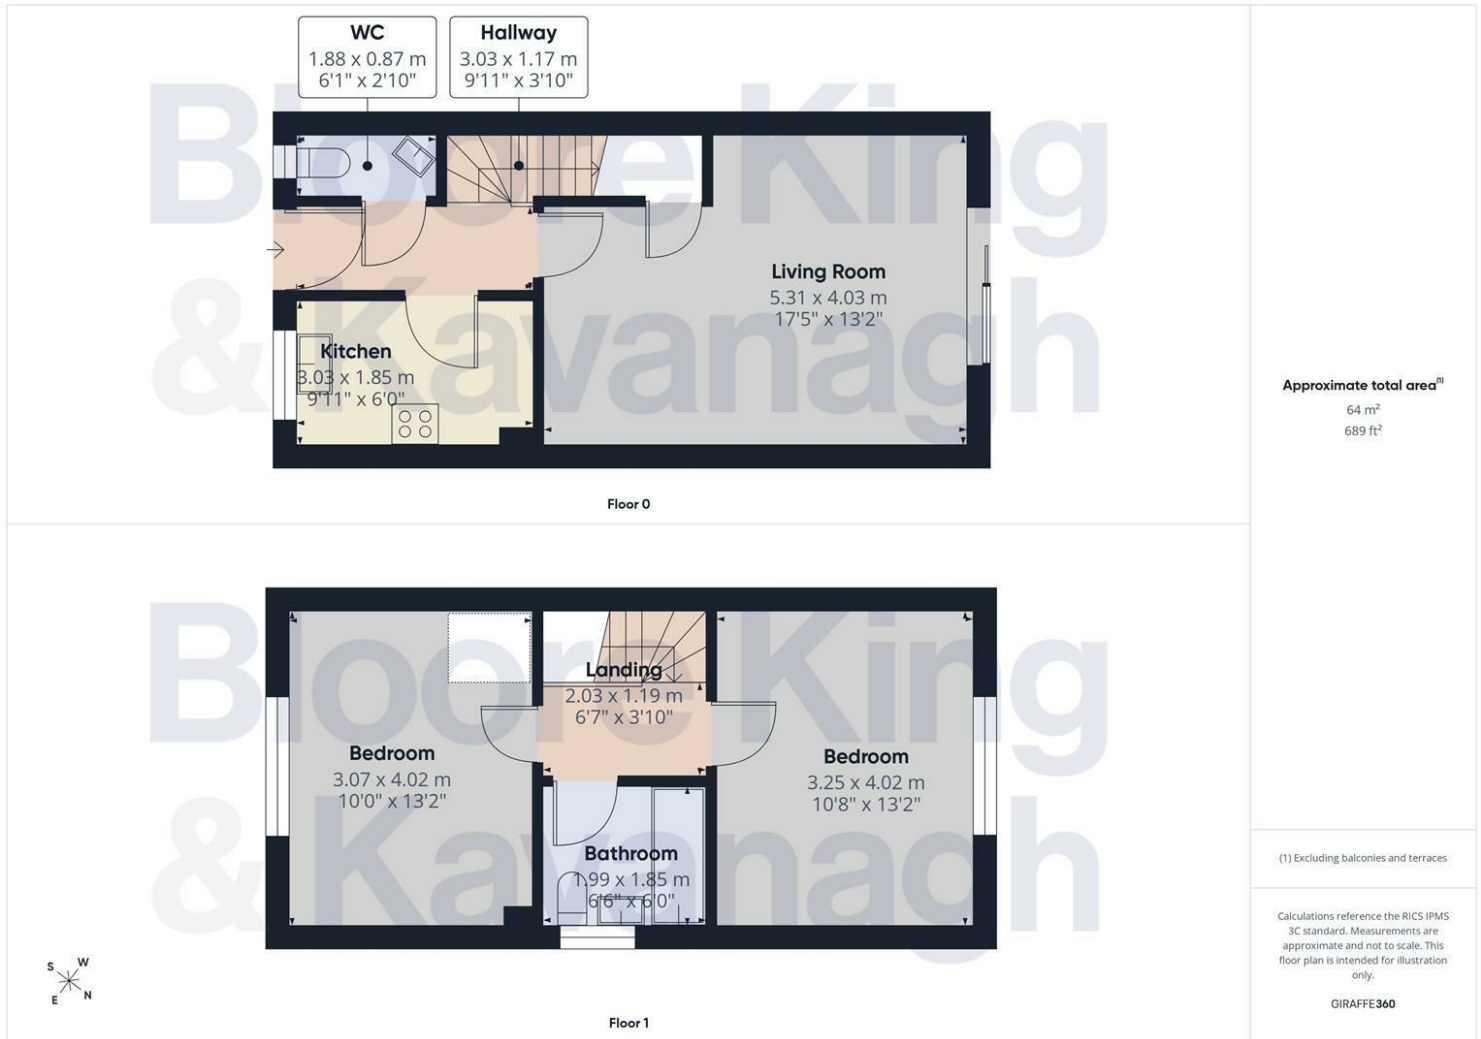 WC
1.88 x 0.87 m
6'1" x 2'10"
Hallway
3.03 x 1.17 m
9'11" x 3'10"
Living Room
5.31 x 4.03 m
17'5" x 13'2"
Kitchen
3.03 x 1.85 m
9'11" x 6'0"
Floor 0
Bloore King
& Kavanagh
Landing
2.03 x 1.19 m
6'7" x 3'10"
Bedroom
3.07 x 4.02 m
10'0" x 13'2"
Bedroom
3.25 x 4.02 m
10'8" x 13'2"
Bathroom
1.99 x 1.85 m
6'6" x 6'0"
Floor 1
Bloore King
& Kavanagh
S W
E N
Approximate total area(1)
64 m²
689 ft²
(1) Excluding balconies and terraces
Calculations reference the RICS IPMS
3C standard. Measurements are
approximate and not to scale. This
floor plan is intended for illustration
only.
GIRAFFE360